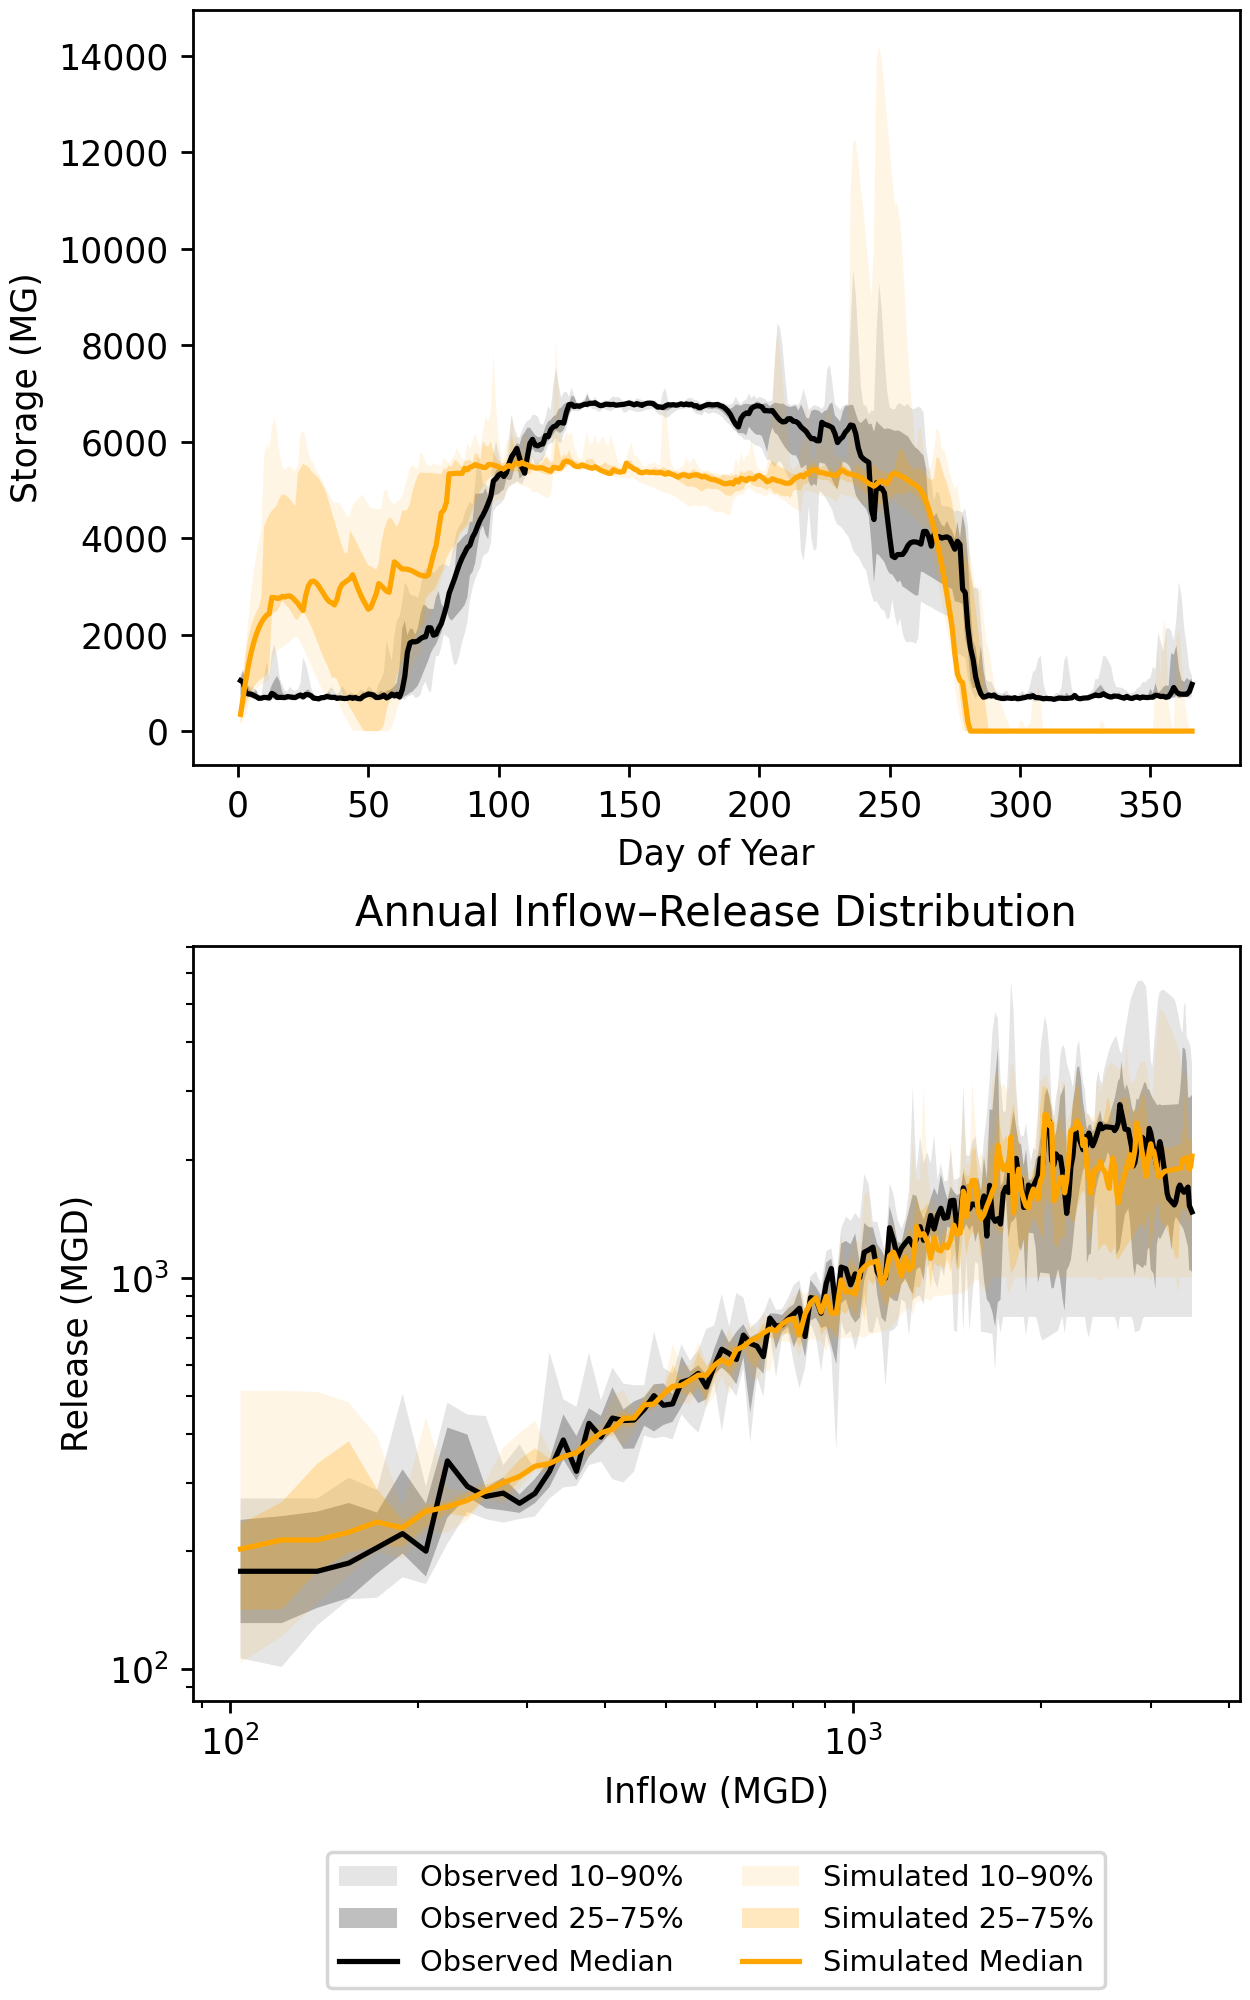 14000
12000
10000
8000
6000
4000
2000
0
Storage (MG)
0 50 100 150 200 250 300 350
Day of Year
Annual Inflow–Release Distribution
10³
10²
Release (MGD)
10² 10³
Inflow (MGD)
Observed 10–90% Simulated 10–90%
Observed 25–75% Simulated 25–75%
Observed Median Simulated Median